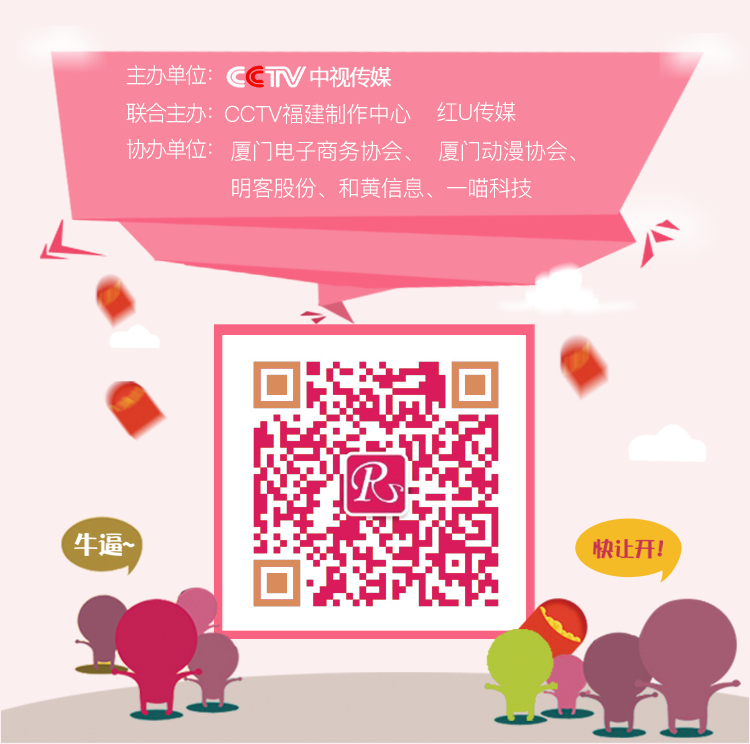 主办单位: CCTV 中视传媒
联合主办: CCTV福建制作中心 红U传媒
协办单位: 厦门电子商务协会、 厦门动漫协会、
明客股份、和黄信息、一喵科技
Rs
牛逼~
快让开!